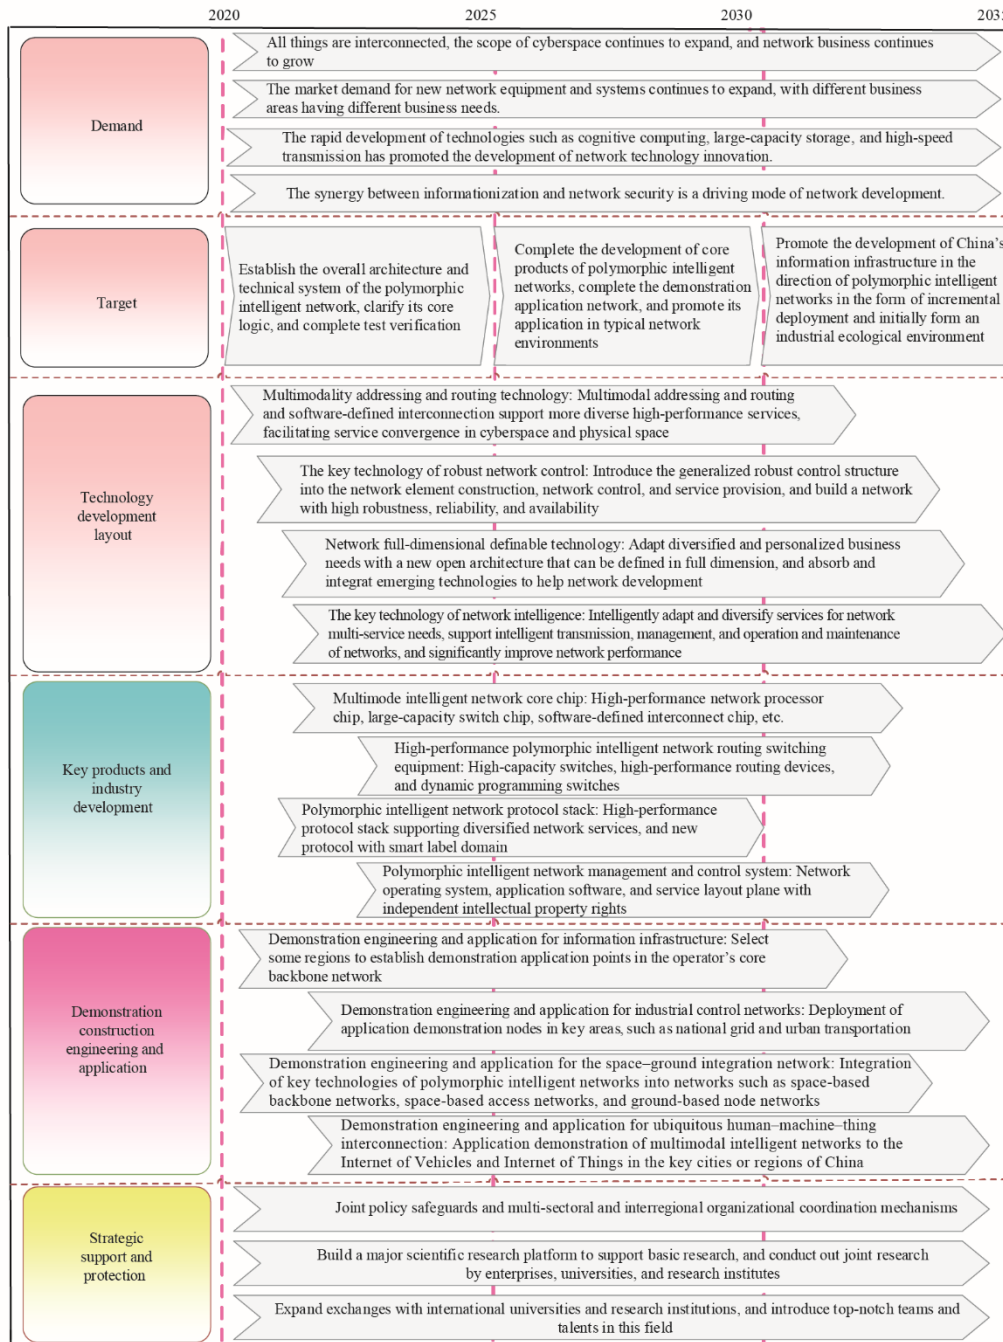 2020 2025 2030 2035
Demand
All things are interconnected, the scope of cyberspace continues to expand, and network business continues
to grow
The market demand for new network equipment and systems continues to expand, with different business
areas having different business needs.
The rapid development of technologies such as cognitive computing, large-capacity storage, and high-speed
transmission has promoted the development of network technology innovation.
The synergy between informationization and network security is a driving mode of network development.
Target
Establish the overall architecture and
technical system of the polymorphic
intelligent network, clarify its core
logic, and complete test verification
Complete the development of core
products of polymorphic intelligent
networks, complete the demonstration
application network, and promote its
application in typical network
environments
Promote the development of China's
information infrastructure in the
direction of polymorphic intelligent
networks in the form of incremental
deployment and initially form an
industrial ecological environment
Technology
development
layout
Multimodality addressing and routing technology: Multimodal addressing and routing
and software-defined interconnection support more diverse high-performance services,
facilitating service convergence in cyberspace and physical space
The key technology of robust network control: Introduce the generalized robust control structure
into the network element construction, network control, and service provision, and build a network
with high robustness, reliability, and availability
Network full-dimensional definable technology: Adapt diversified and personalized business
needs with a new open architecture that can be defined in full dimension, and absorb and
integrat emerging technologies to help network development
The key technology of network intelligence: Intelligently adapt and diversify services for network
multi-service needs, support intelligent transmission, management, and operation and maintenance
of networks, and significantly improve network performance
Key products and
industry
development
Multimode intelligent network core chip: High-performance network processor
chip, large-capacity switch chip, software-defined interconnect chip, etc.
High-performance polymorphic intelligent network routing switching
equipment: High-capacity switches, high-performance routing devices,
and dynamic programming switches
Polymorphic intelligent network protocol stack: High-performance
protocol stack supporting diversified network services, and new
protocol with smart label domain
Polymorphic intelligent network management and control system: Network
operating system, application software, and service layout plane with
independent intellectual property rights
Demonstration
construction
engineering and
application
Demonstration engineering and application for information infrastructure: Select
some regions to establish demonstration application points in the operator's core
backbone network
Demonstration engineering and application for industrial control networks: Deployment of
application demonstration nodes in key areas, such as national grid and urban transportation
Demonstration engineering and application for the space–ground integration network: Integration
of key technologies of polymorphic intelligent networks into networks such as space-based
backbone networks, space-based access networks, and ground-based node networks
Demonstration engineering and application for ubiquitous human–machine–thing
interconnection: Application demonstration of multimodal intelligent networks to the
Internet of Vehicles and Internet of Things in the key cities or regions of China
Strategic
support and
protection
Joint policy safeguards and multi-sectoral and interregional organizational coordination mechanisms
Build a major scientific research platform to support basic research, and conduct out joint research
by enterprises, universities, and research institutes
Expand exchanges with international universities and research institutions, and introduce top-notch teams and
talents in this field